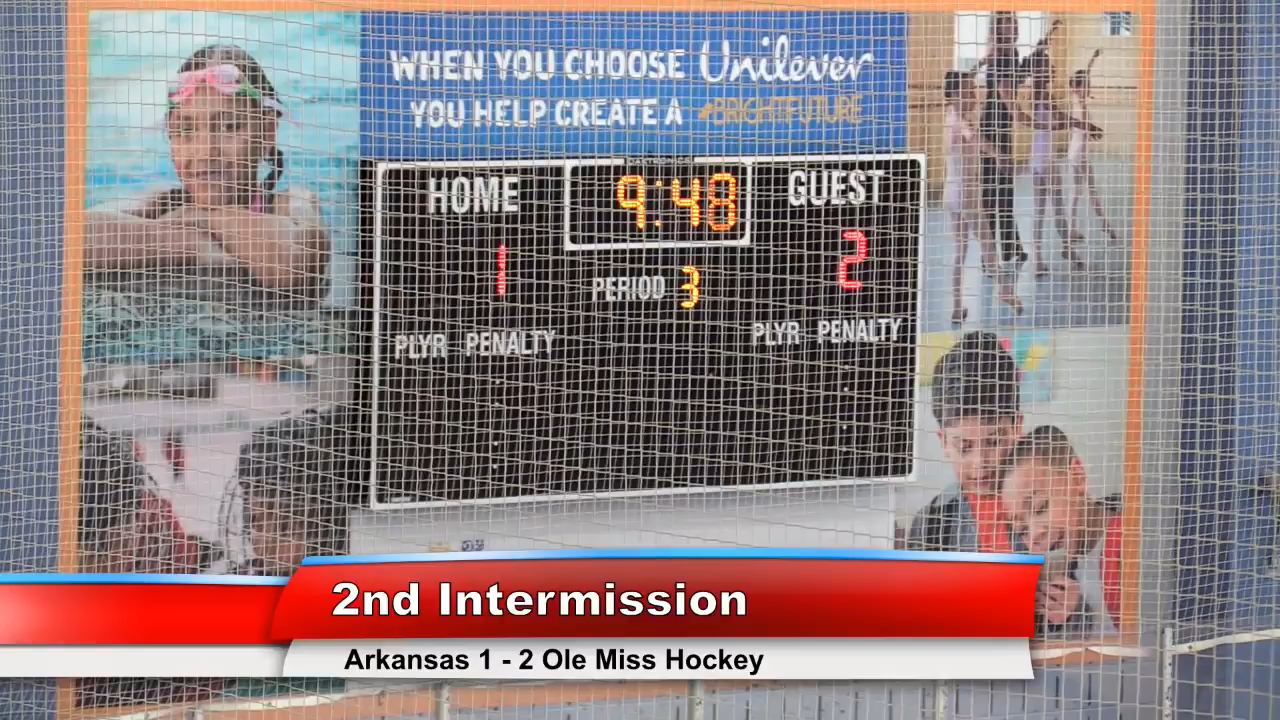 WHEN YOU CHOOSE Unilever
YOU HELP CREATE A #BRIGHTFUTURE
DAKTRONICS
HOME 9:48 GUEST
1 PERIOD 3 2
PLYR PENALTY PLYR PENALTY
2nd Intermission
Arkansas 1 - 2 Ole Miss Hockey